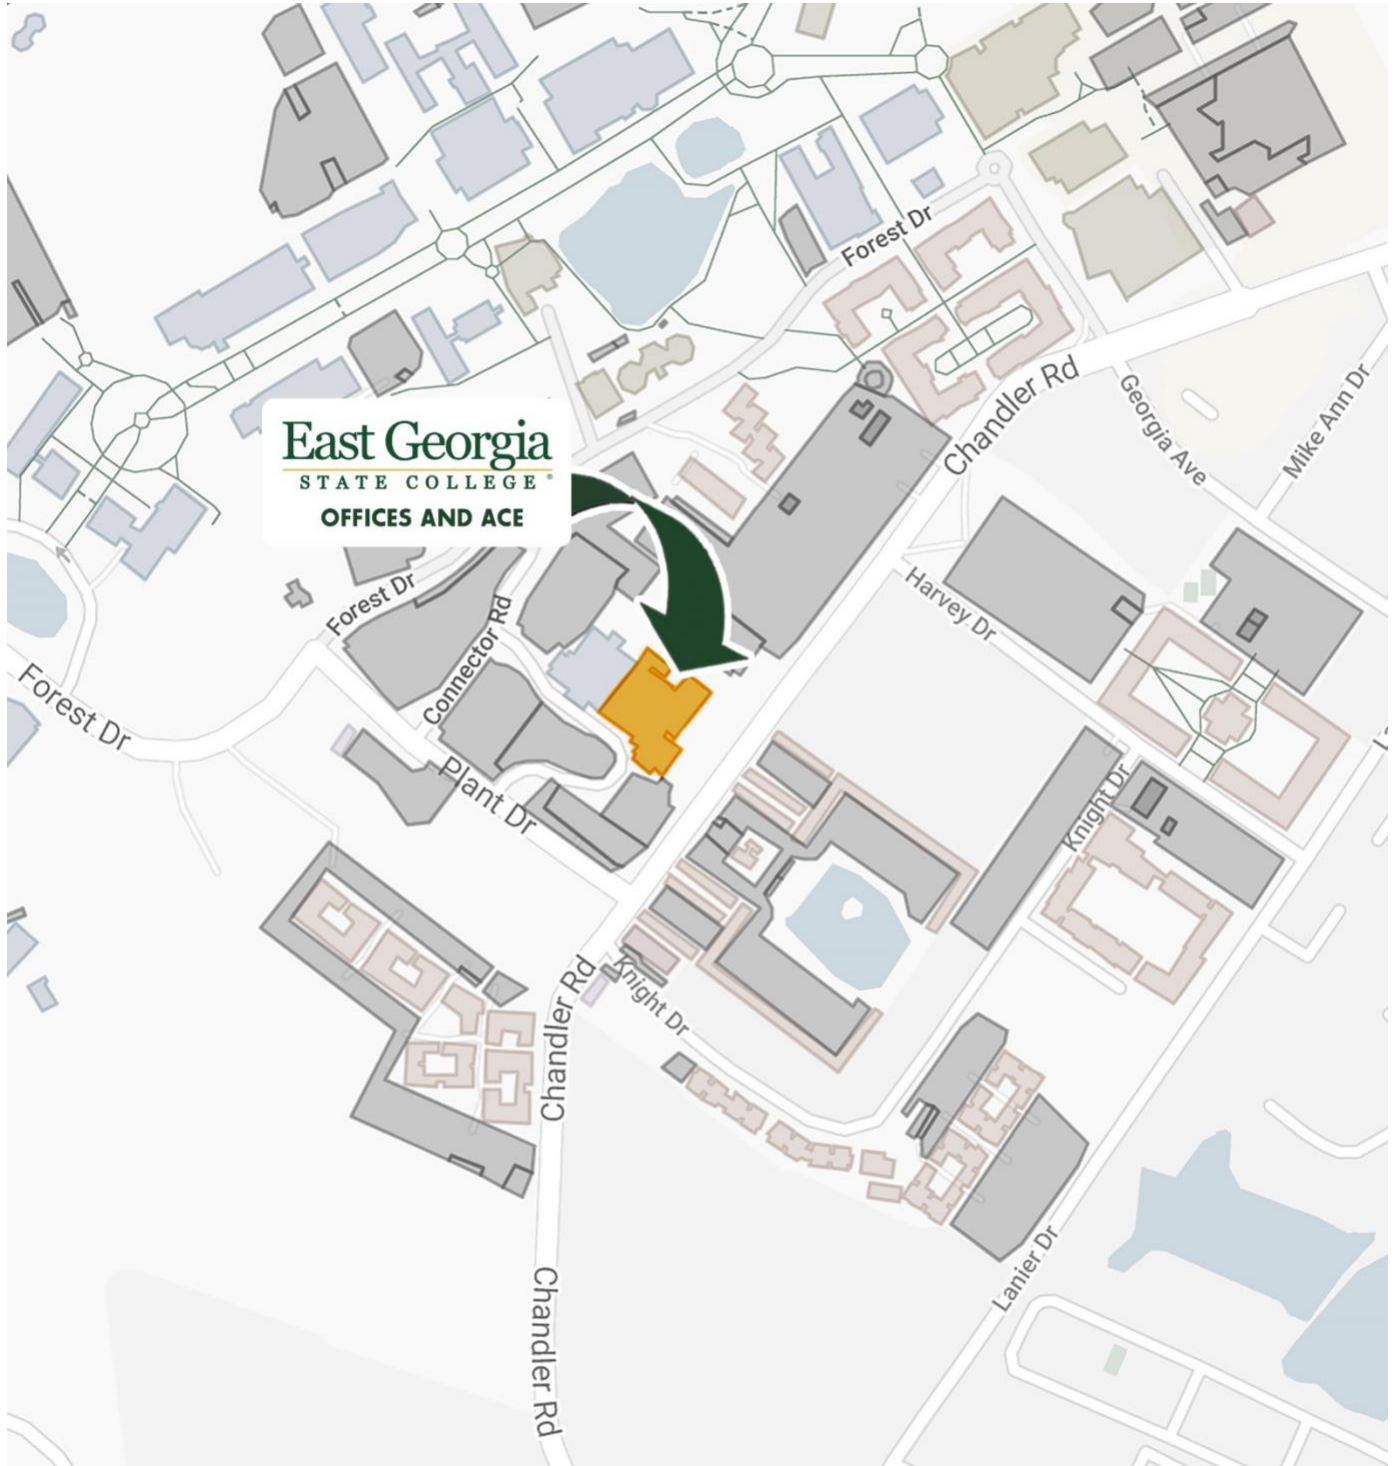 Forest Dr
Chandler Rd
Georgia Ave
Mike Ann Dr
East Georgia
STATE COLLEGE
OFFICES AND ACE
Harvey Dr
Forest Dr
Connector Rd
Forest Dr
Plant Dr
Knight Dr
Knight Dr
Chandler Rd
Lanier Dr
Chandler Rd
La